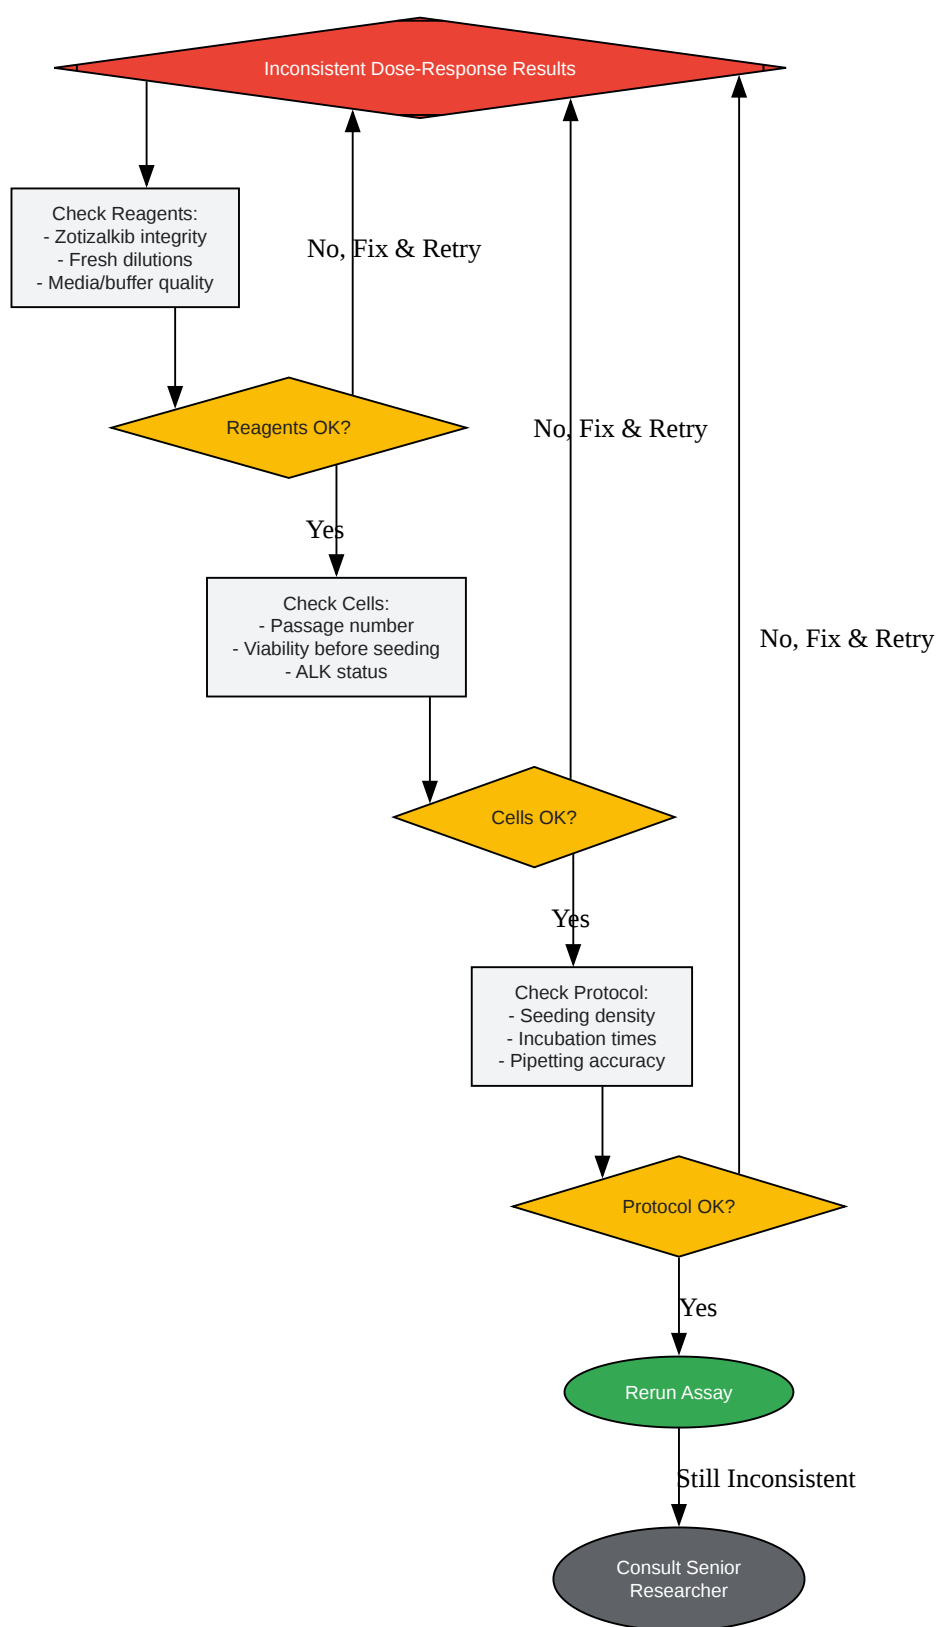 Inconsistent Dose-Response Results
Check Reagents:
- Zotizalkib integrity
- Fresh dilutions
- Media/buffer quality
No, Fix & Retry
Reagents OK?
No, Fix & Retry
Yes
Check Cells:
- Passage number
- Viability before seeding
- ALK status
No, Fix & Retry
Cells OK?
Yes
Check Protocol:
- Seeding density
- Incubation times
- Pipetting accuracy
Protocol OK?
Yes
Rerun Assay
Still Inconsistent
Consult Senior
Researcher